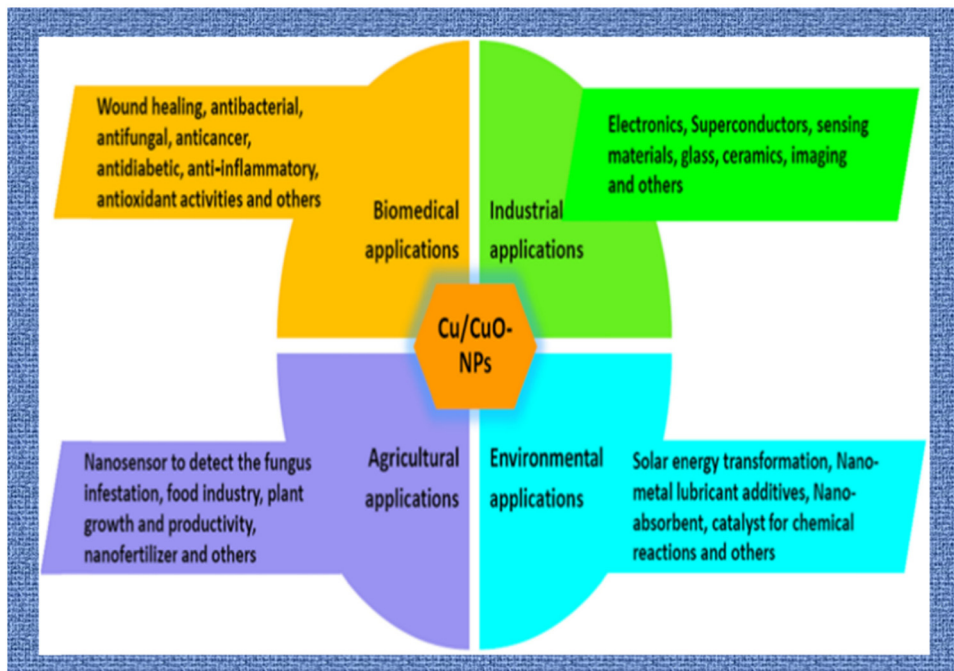 Wound healing, antibacterial,
antifungal, anticancer,
antidiabetic, anti-inflammatory,
antioxidant activities and others
Biomedical
applications
Electronics, Superconductors, sensing
materials, glass, ceramics, imaging
and others
Industrial
applications
Cu/CuO-
NPs
Nanosensor to detect the fungus
infestation, food industry, plant
growth and productivity,
nanofertilizer and others
Agricultural
applications
Environmental
applications
Solar energy transformation, Nano-
metal lubricant additives, Nano-
absorbent, catalyst for chemical
reactions and others